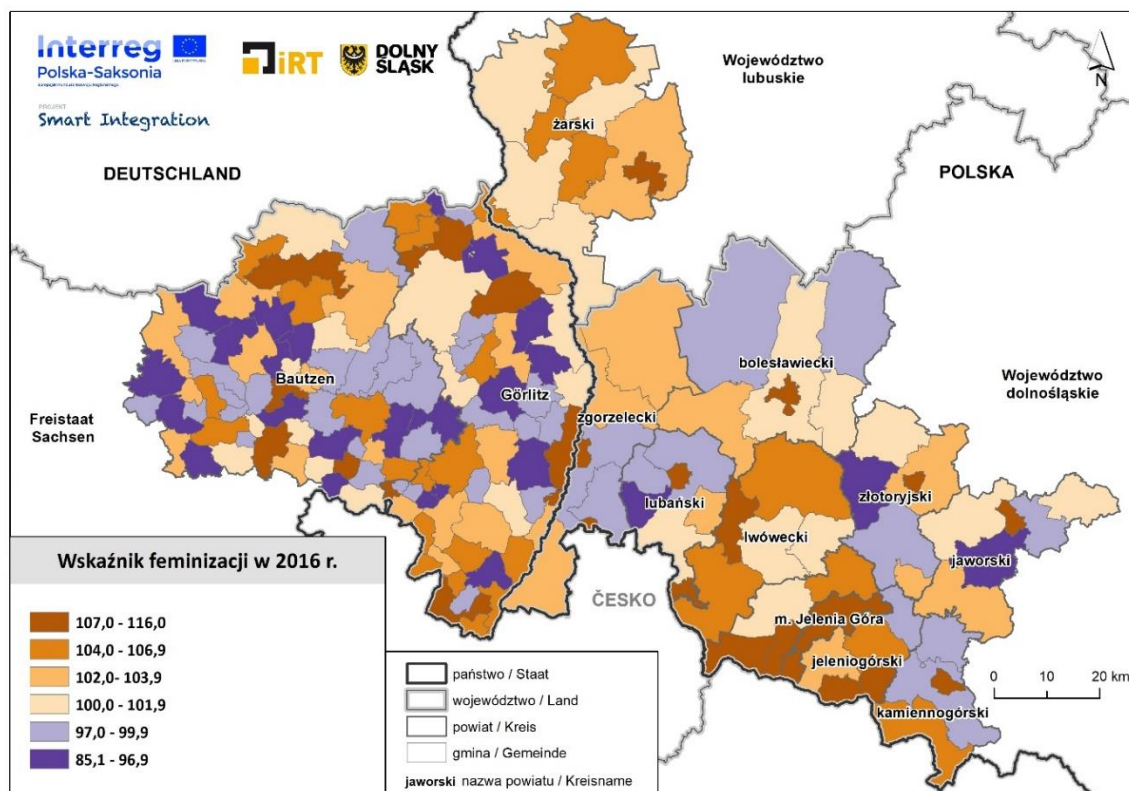 Interreg
Polska-Saksonia
iRT
DOLNY
ŚLĄSK
PROJEKT
Smart Integration
DEUTSCHLAND
Województwo
lubuskie
N
POLSKA
żarski
Bautzen
Görlitz
Freistaat
Sachsen
bolesławiecki
Województwo
dolnośląskie
zgorzelecki
lubański
złotoryjski
lwówecki
jaworski
ČESKO
m. Jelenia Góra
jeleniogórski
kamiennogórski
0 10 20 km
Wskaźnik feminizacji w 2016 r.
107,0 - 116,0
104,0 - 106,9
102,0 - 103,9
100,0 - 101,9
97,0 - 99,9
85,1 - 96,9
państwo / Staat
województwo / Land
powiat / Kreis
gmina / Gemeinde
jaworski nazwa powiatu / Kreisname